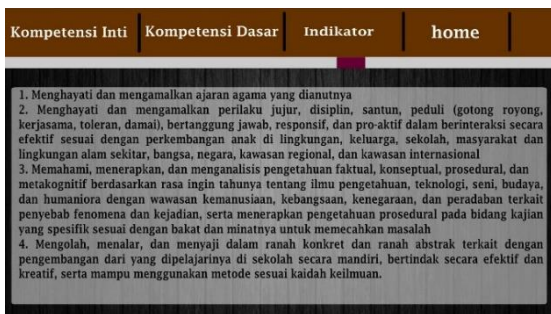 Kompetensi Inti Kompetensi Dasar Indikator home
1. Menghayati dan mengamalkan ajaran agama yang dianutnya
2. Menghayati dan mengamalkan perilaku jujur, disiplin, santun, peduli (gotong royong,
kerjasama, toleran, damai), bertanggung jawab, responsif, dan pro-aktif dalam berinteraksi secara
efektif sesuai dengan perkembangan anak di lingkungan, keluarga, sekolah, masyarakat dan
lingkungan alam sekitar, bangsa, negara, kawasan regional, dan kawasan internasional
3. Memahami, menerapkan, dan menganalisis pengetahuan faktual, konseptual, prosedural, dan
metakognitif berdasarkan rasa ingin tahunya tentang ilmu pengetahuan, teknologi, seni, budaya,
dan humaniora dengan wawasan kemanusiaan, kebangsaan, kenegaraan, dan peradaban terkait
penyebab fenomena dan kejadian, serta menerapkan pengetahuan prosedural pada bidang kajian
yang spesifik sesuai dengan bakat dan minatnya untuk memecahkan masalah
4. Mengolah, menalar, dan menyaji dalam ranah konkret dan ranah abstrak terkait dengan
pengembangan dari yang dipelajarinya di sekolah secara mandiri, bertindak secara efektif dan
kreatif, serta mampu menggunakan metode sesuai kaidah keilmuan.